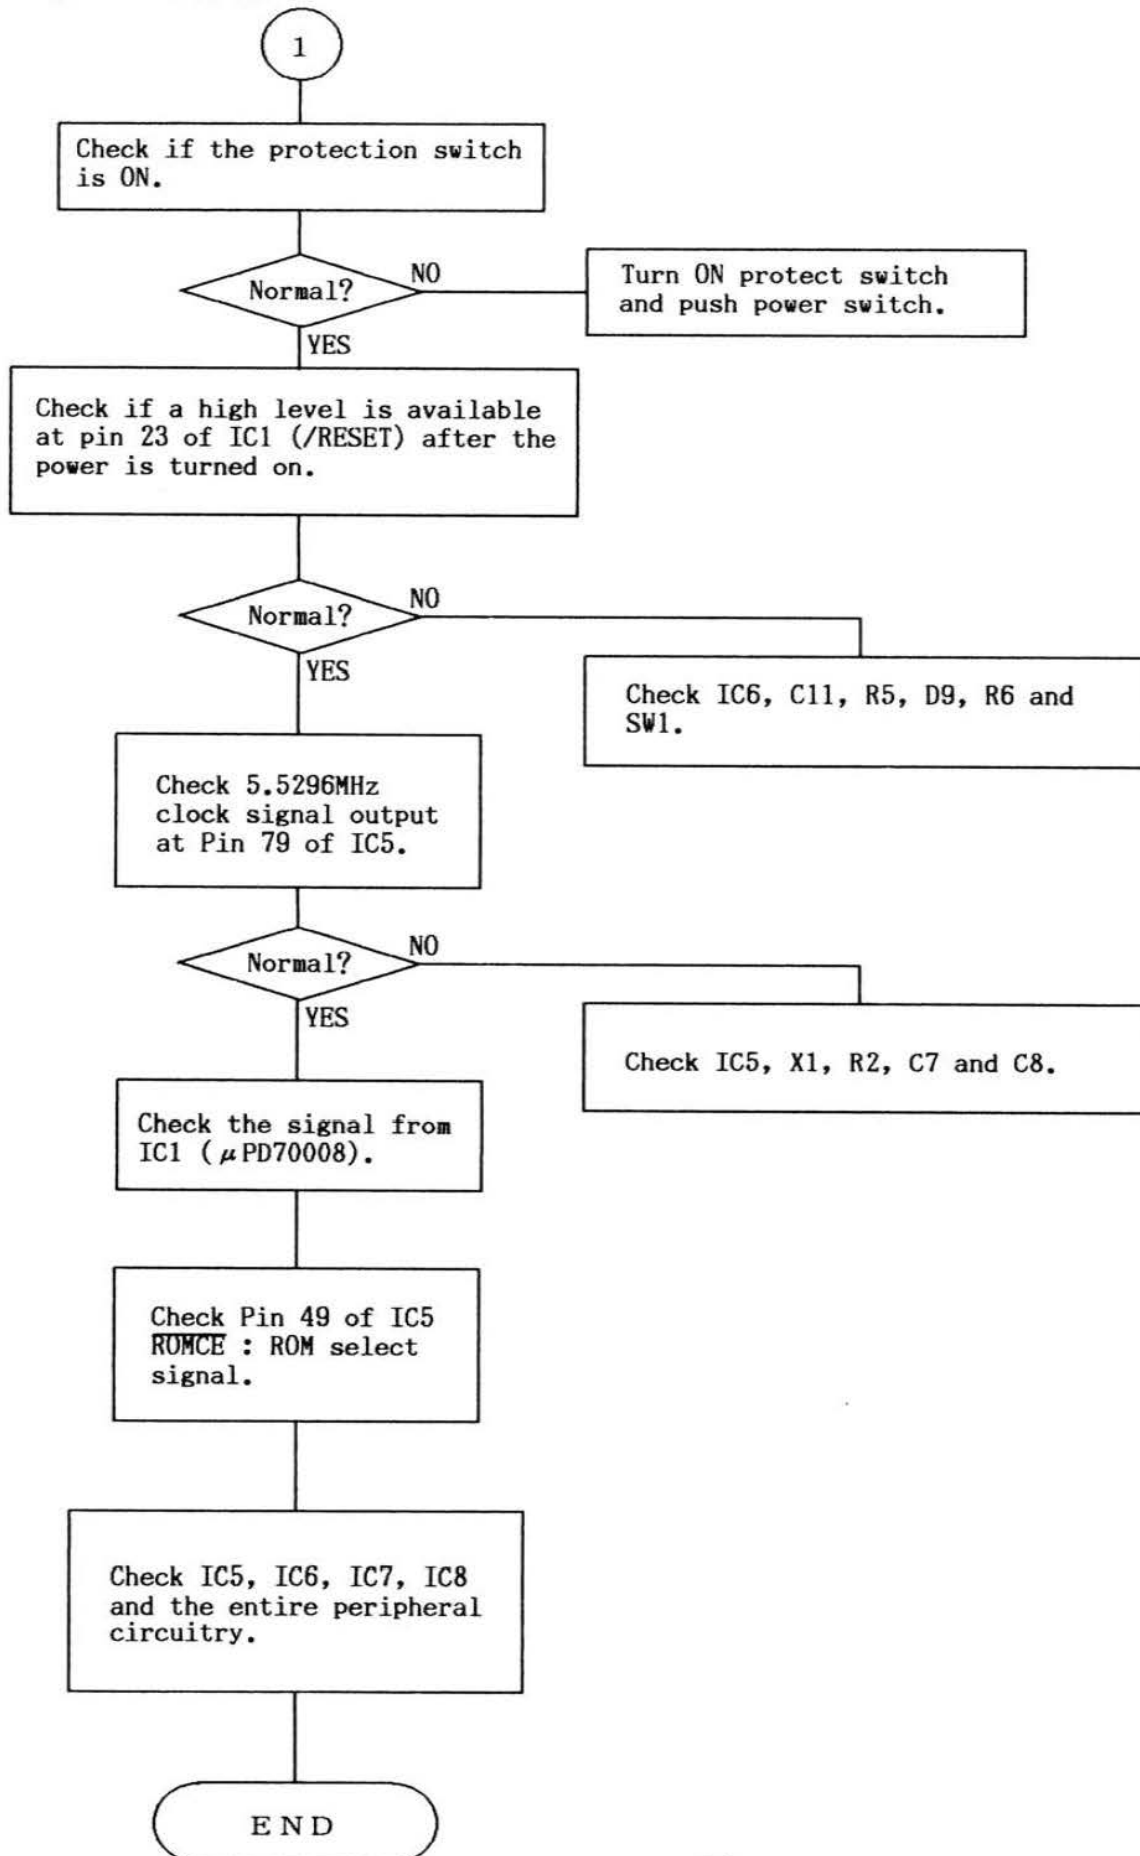 1
Check if the protection switch
is ON.
Normal?
NO
Turn ON protect switch
and push power switch.
YES
Check if a high level is available
at pin 23 of IC1 (/RESET) after the
power is turned on.
Normal?
NO
YES
Check IC6, C11, R5, D9, R6 and
SW1.
Check 5.5296MHz
clock signal output
at Pin 79 of IC5.
Normal?
NO
YES
Check IC5, X1, R2, C7 and C8.
Check the signal from
IC1 (μPD70008).
Check Pin 49 of IC5
R̅O̅M̅C̅E̅ : ROM select
signal.
Check IC5, IC6, IC7, IC8
and the entire peripheral
circuitry.
END